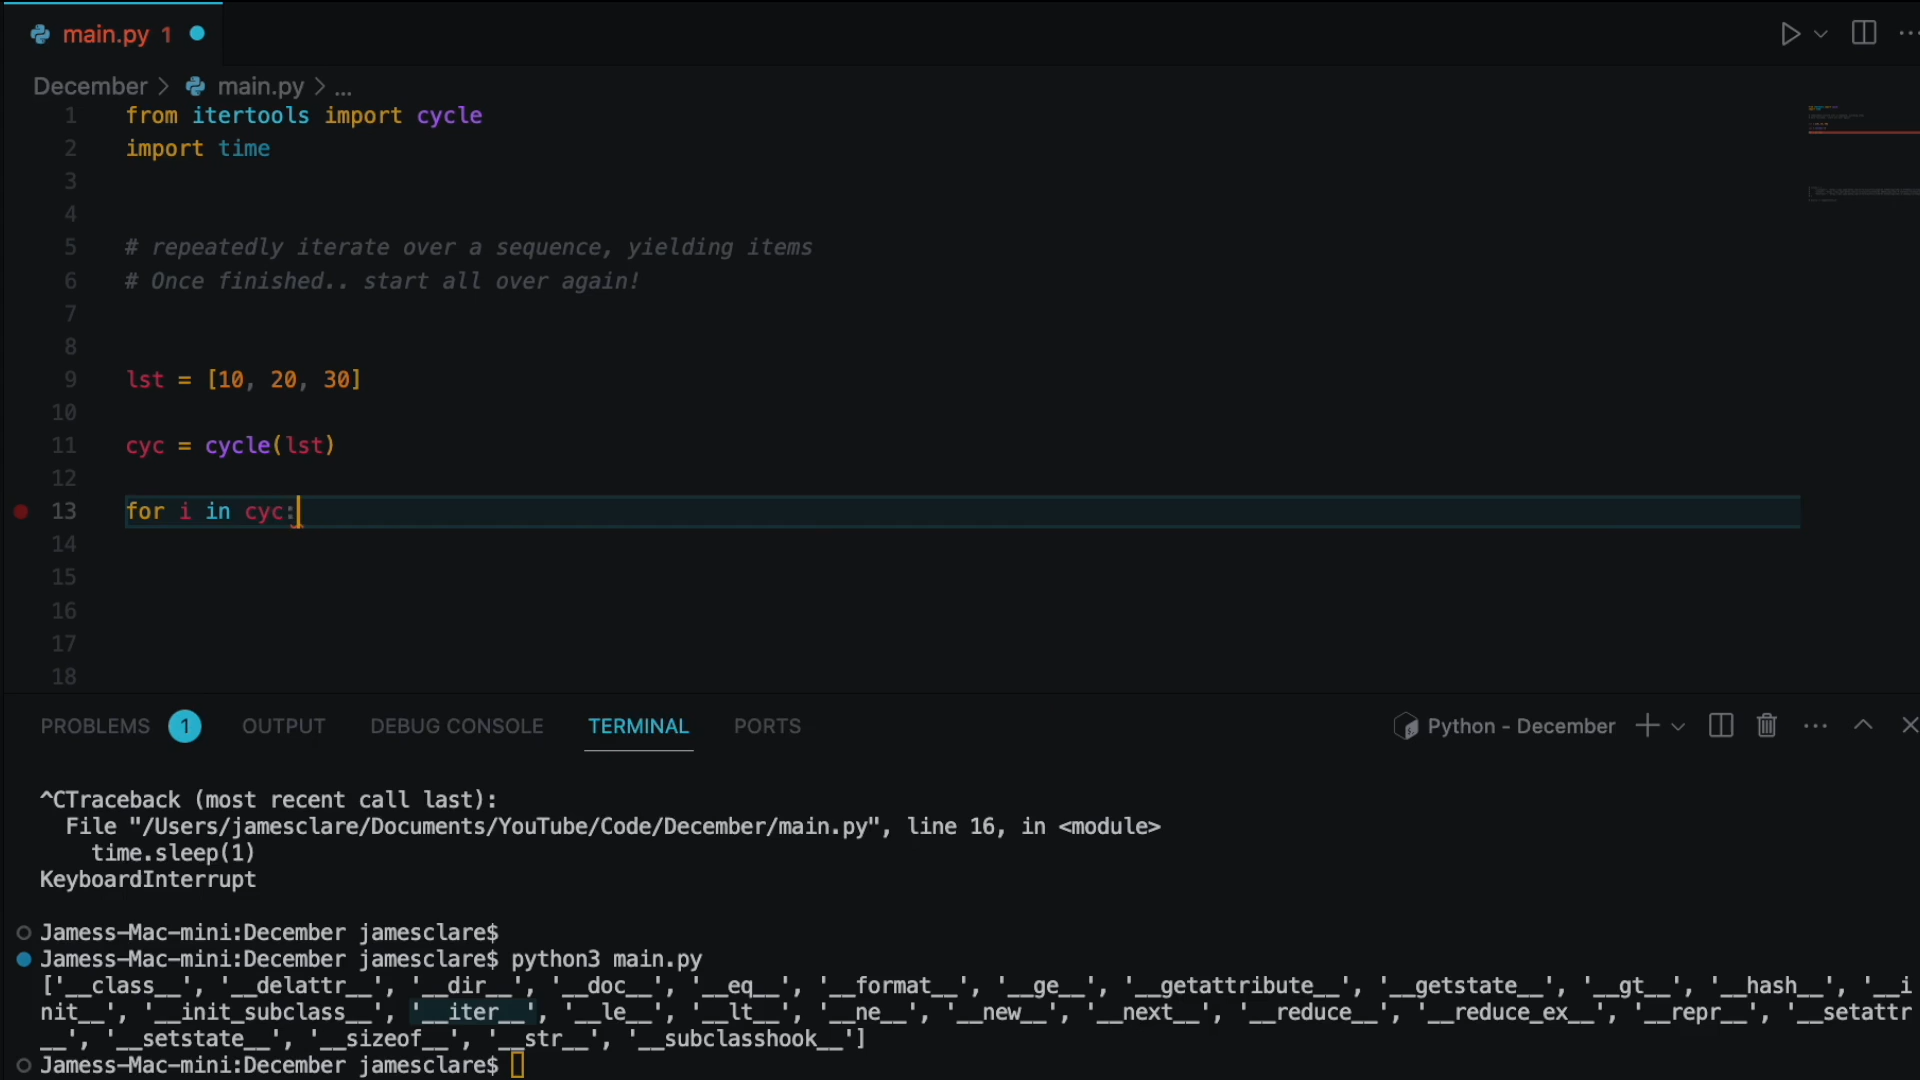 main.py 1
December > main.py > ...
1 from itertools import cycle
2 import time
3
4
5 # repeatedly iterate over a sequence, yielding items
6 # Once finished.. start all over again!
7
8
9 lst = [10, 20, 30]
10
11 cyc = cycle(lst)
12
13 for i in cyc:
14
15
16
17
18
PROBLEMS 1 OUTPUT DEBUG CONSOLE TERMINAL PORTS Python - December
^CTraceback (most recent call last):
File "/Users/jamesclare/Documents/YouTube/Code/December/main.py", line 16, in <module>
time.sleep(1)
KeyboardInterrupt
Jamess-Mac-mini:December jamesclare$
Jamess-Mac-mini:December jamesclare$ python3 main.py
['__class__', '__delattr__', '__dir__', '__doc__', '__eq__', '__format__', '__ge__', '__getattribute__', '__getstate__', '__gt__', '__hash__', '__i
nit__', '__init_subclass__', '__iter__', '__le__', '__lt__', '__ne__', '__new__', '__next__', '__reduce__', '__reduce_ex__', '__repr__', '__setattr
__', '__setstate__', '__sizeof__', '__str__', '__subclasshook__']
Jamess-Mac-mini:December jamesclare$